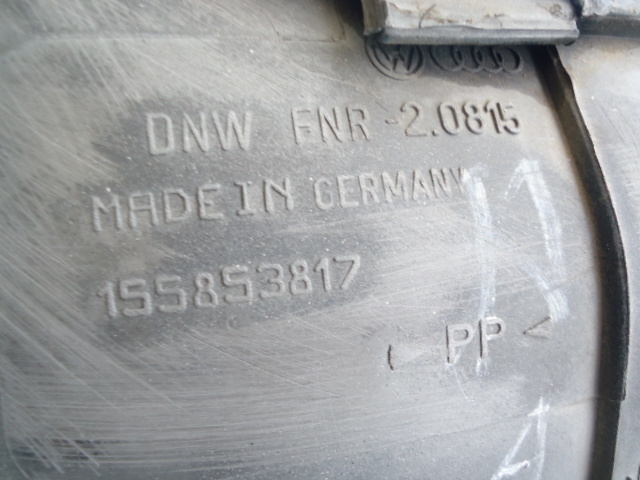 DNW FNR-2.0815
MADE IN GERMANY
155853817
> PP <